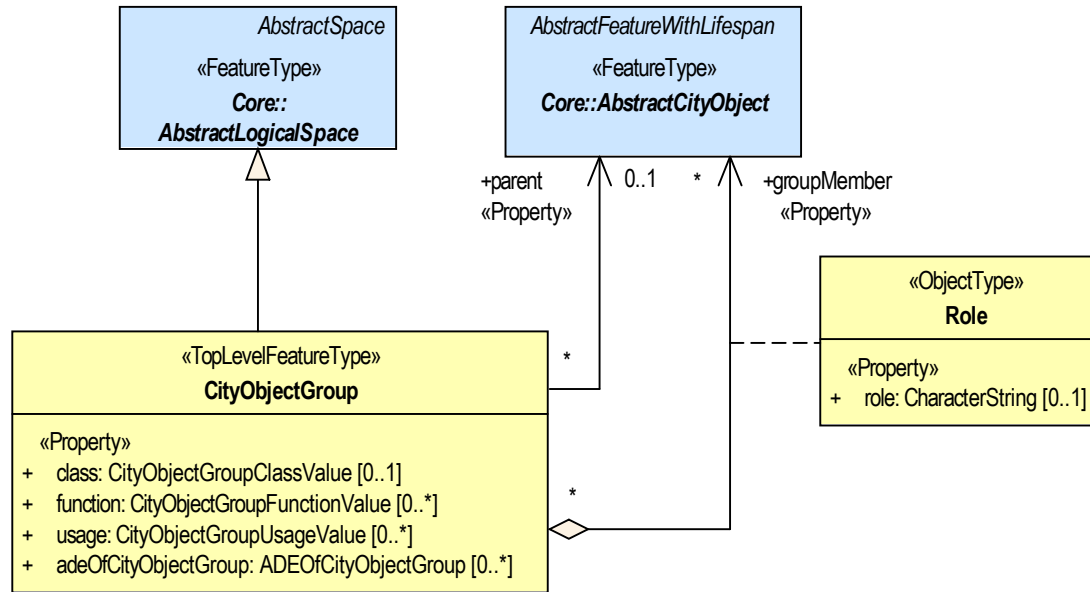 AbstractSpace
«FeatureType»
Core::
AbstractLogicalSpace
AbstractFeatureWithLifespan
«FeatureType»
Core::AbstractCityObject
+parent
0..1
*
+groupMember
«Property»
«Property»
«ObjectType»
Role
«Property»
+ role: CharacterString [0..1]
«TopLevelFeatureType»
CityObjectGroup
*
«Property»
+ class: CityObjectGroupClassValue [0..1]
+ function: CityObjectGroupFunctionValue [0..*]
+ usage: CityObjectGroupUsageValue [0..*]
+ adeOfCityObjectGroup: ADEOfCityObjectGroup [0..*]
*